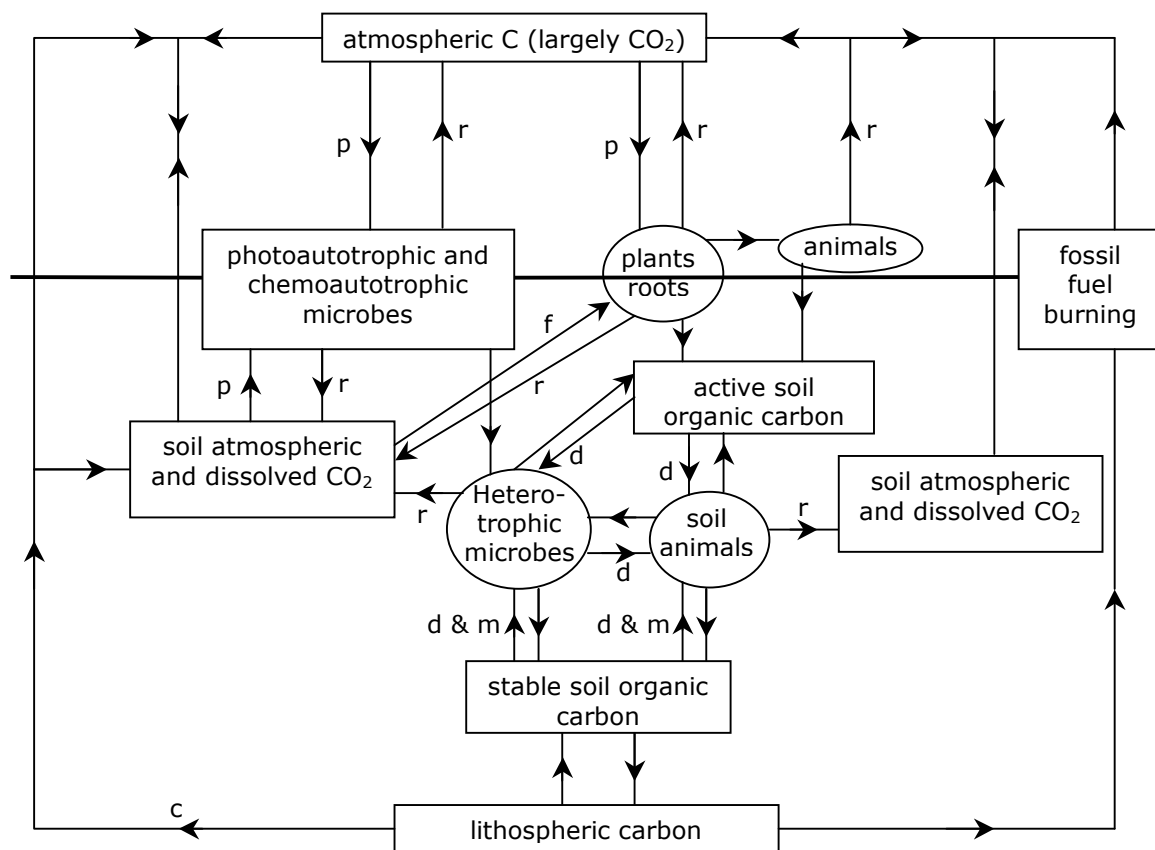 atmospheric C (largely CO₂)
p
r
p
r
r
photoautotrophic and
chemoautotrophic
microbes
plants
roots
animals
fossil
fuel
burning
f
r
p
r
active soil
organic carbon
soil atmospheric
and dissolved CO₂
d
d
r
Hetero-
trophic
microbes
d
soil
animals
r
soil atmospheric
and dissolved CO₂
d & m
d & m
stable soil organic
carbon
c
lithospheric carbon